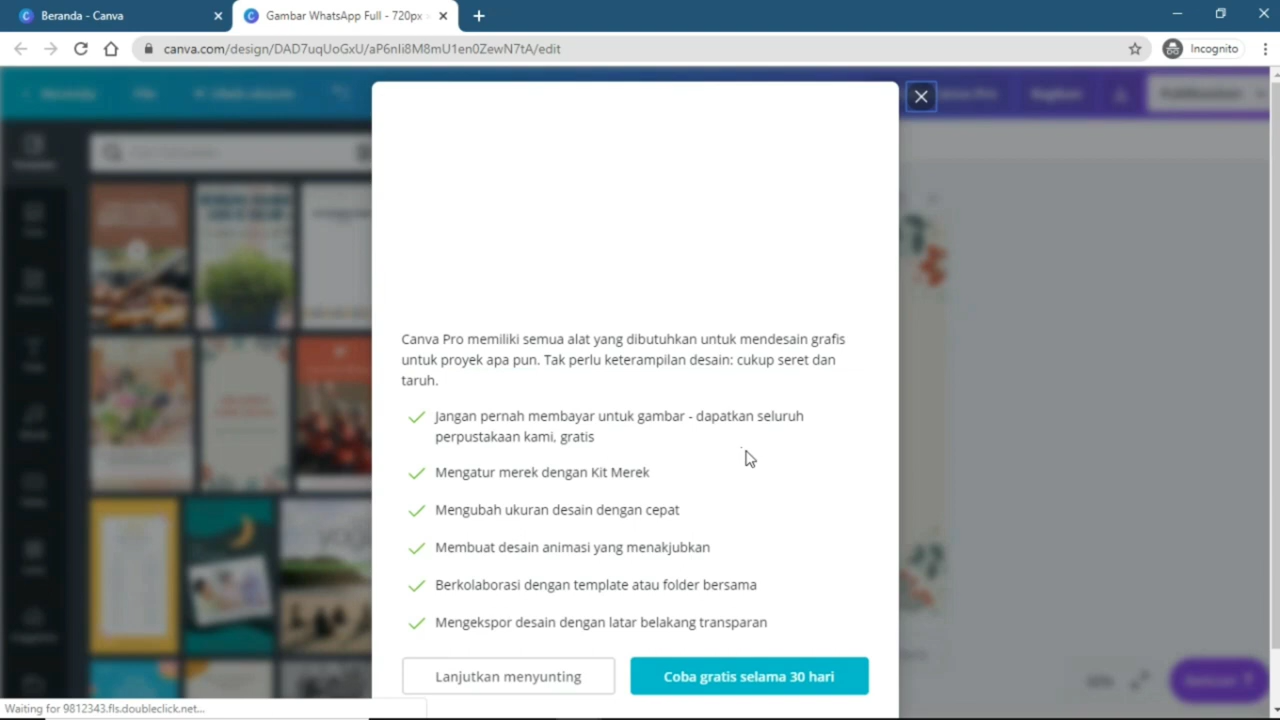 Beranda - Canva
Gambar WhatsApp Full - 720px
canva.com/design/DAD7uqUoGxU/aP6nIi8M8mU1en0ZewN7tA/edit
Incognito
Canva Pro memiliki semua alat yang dibutuhkan untuk mendesain grafis
untuk proyek apa pun. Tak perlu keterampilan desain: cukup seret dan
taruh.
Jangan pernah membayar untuk gambar - dapatkan seluruh
perpustakaan kami, gratis
Mengatur merek dengan Kit Merek
Mengubah ukuran desain dengan cepat
Membuat desain animasi yang menakjubkan
Berkolaborasi dengan template atau folder bersama
Mengekspor desain dengan latar belakang transparan
Lanjutkan menyunting
Coba gratis selama 30 hari
Waiting for 9812343.fls.doubleclick.net...